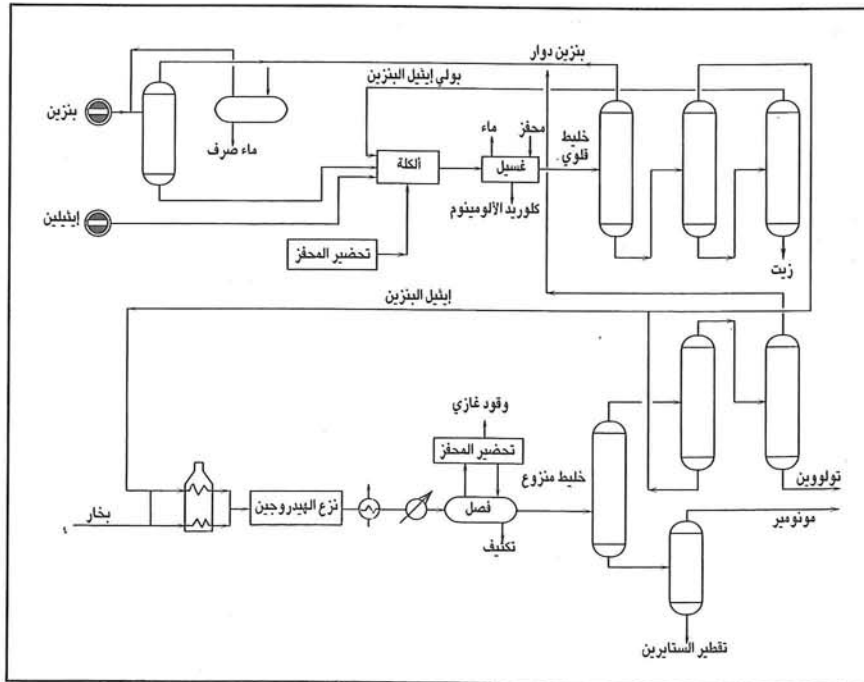 بنزين دوار
بولي إيثيل البنزين
بنزين
ماء صرف
ماء
محفز
خليط
قلوي
ألكلة
غسيل
كلوريد الألومينوم
إيثيلين
تحضير المحفز
زيت
إيثيل البنزين
وقود غازي
تحضير المحفز
خليط منزوع
تولووين
بخار
نزع الهيدروجين
فصل
مونومير
تكثيف
تقطير الستايرين